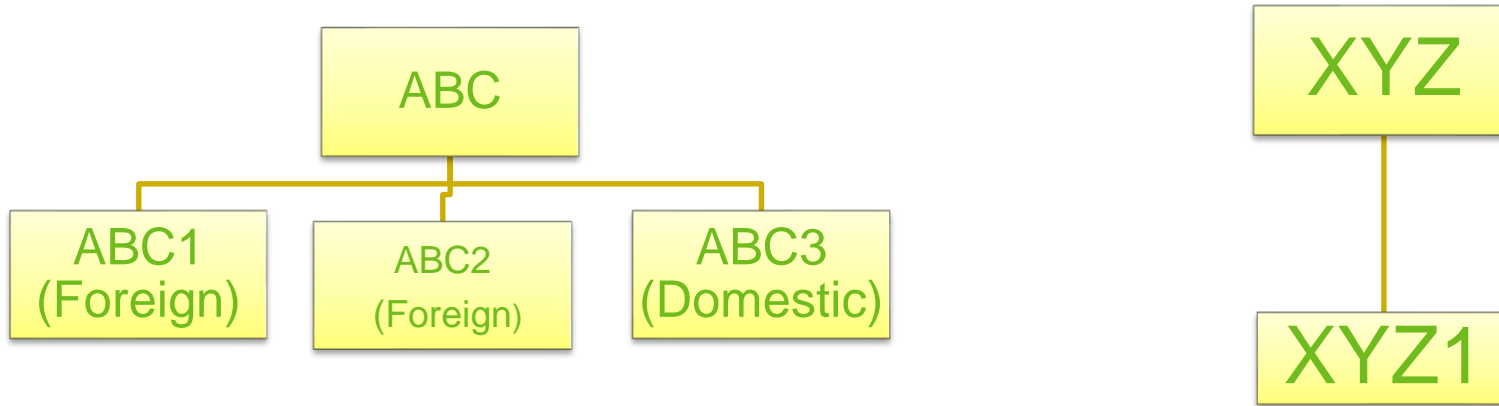 ABC
ABC1
(Foreign)
ABC2
(Foreign)
ABC3
(Domestic)
XYZ
XYZ1